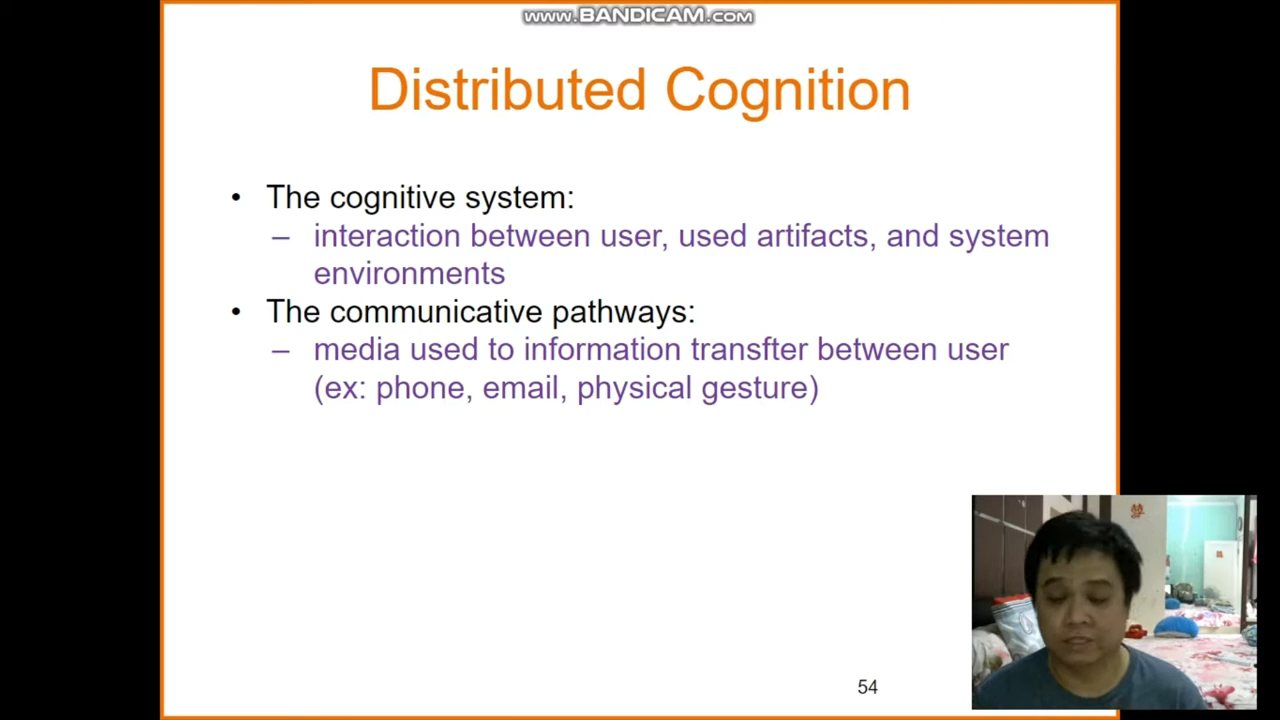 www.BANDICAM.com
Distributed Cognition
• The cognitive system:
– interaction between user, used artifacts, and system
environments
• The communicative pathways:
– media used to information transfter between user
(ex: phone, email, physical gesture)
54